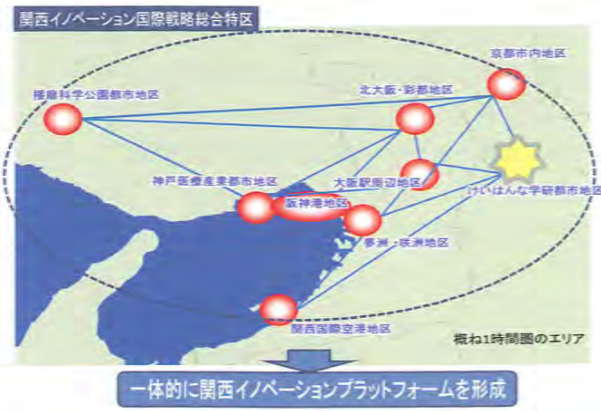 関西イノベーション国際戦略総合特区
京都市内地区
播磨科学公園都市地区
北大阪・彩都地区
神戸医療産業都市地区
大阪駅周辺地区
けいはんな学研都市地区
阪神港地区
夢洲・咲洲地区
関西国際空港地区
概ね1時間圏のエリア
一体的に関西イノベーションプラットフォームを形成